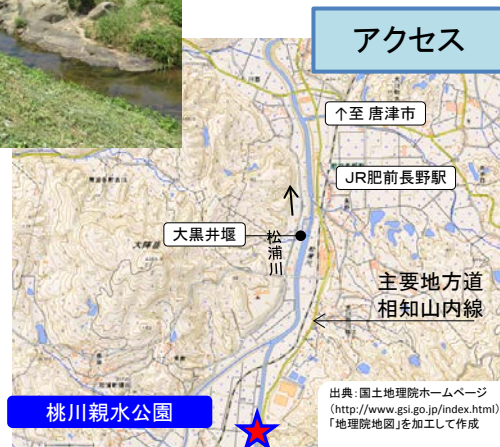 アクセス
↑至 唐津市
JR肥前長野駅
大黒井堰
松浦川
主要地方道
相知山内線
桃川親水公園
出典：国土地理院ホームページ
（http://www.gsi.go.jp/index.html）
「地理院地図」を加工して作成